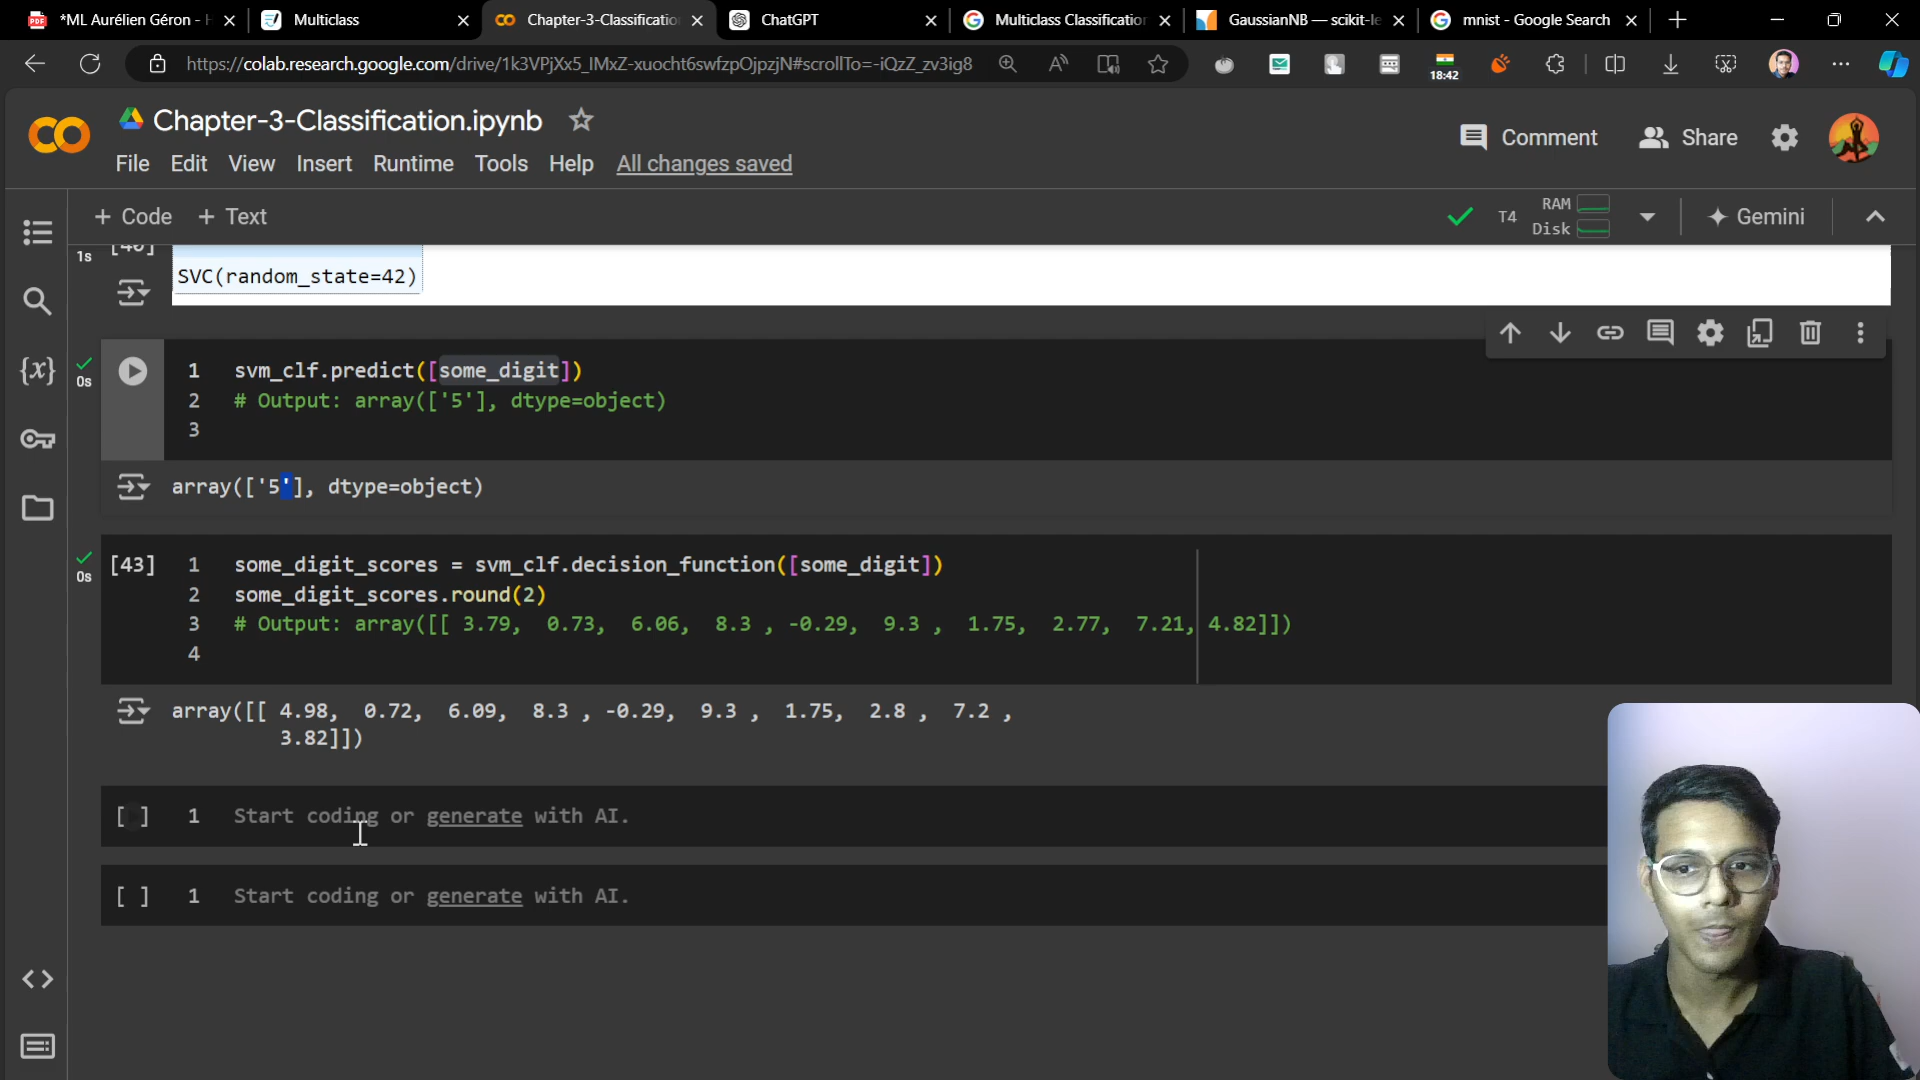 *ML Aurélien Géron -
Multiclass
Chapter-3-Classificatio
ChatGPT
Multiclass Classification
GaussianNB — scikit-le
mnist - Google Search
https://colab.research.google.com/drive/1k3VPjXx5_IMxZ-xuocht6swfzpOjpzjN#scrollTo=-iQzZ_zv3ig8
18:42
Chapter-3-Classification.ipynb
File Edit View Insert Runtime Tools Help All changes saved
Comment
Share
+ Code + Text
T4
RAM
Disk
Gemini
1s
SVC(random_state=42)
0s
1 svm_clf.predict([some_digit])
2 # Output: array(['5'], dtype=object)
3
array(['5'], dtype=object)
0s
[43] 1 some_digit_scores = svm_clf.decision_function([some_digit])
2 some_digit_scores.round(2)
3 # Output: array([[ 3.79, 0.73, 6.06, 8.3 , -0.29, 9.3 , 1.75, 2.77, 7.21, 4.82]])
4
array([[ 4.98, 0.72, 6.09, 8.3 , -0.29, 9.3 , 1.75, 2.8 , 7.2 ,
3.82]])
[ ] 1 Start coding or generate with AI.
[ ] 1 Start coding or generate with AI.